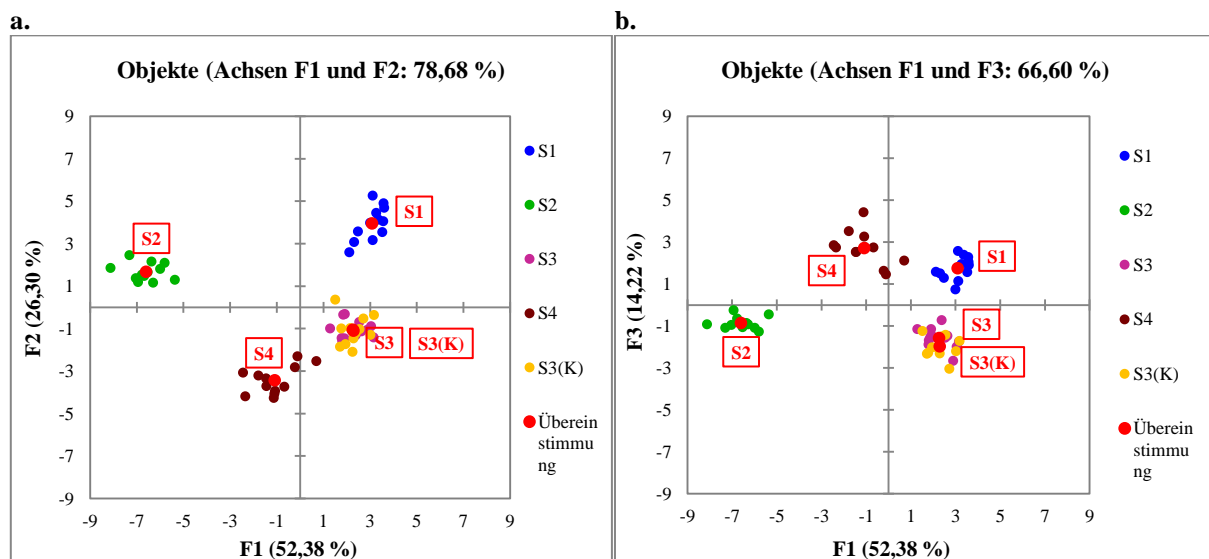 a.
Objekte (Achsen F1 und F2: 78,68 %)
9
7
5
3
1
-1
-3
-5
-7
-9
-9 -7 -5 -3 -1 1 3 5 7 9
F2 (26,30 %)
F1 (52,38 %)
S1
S2
S4
S3
S3(K)
S1
S2
S3
S4
S3(K)
Überein
stimmu
ng
b.
Objekte (Achsen F1 und F3: 66,60 %)
9
7
5
3
1
-1
-3
-5
-7
-9
-9 -7 -5 -3 -1 1 3 5 7 9
F3 (14,22 %)
F1 (52,38 %)
S4
S1
S2
S3
S3(K)
S1
S2
S3
S4
S3(K)
Überein
stimmu
ng